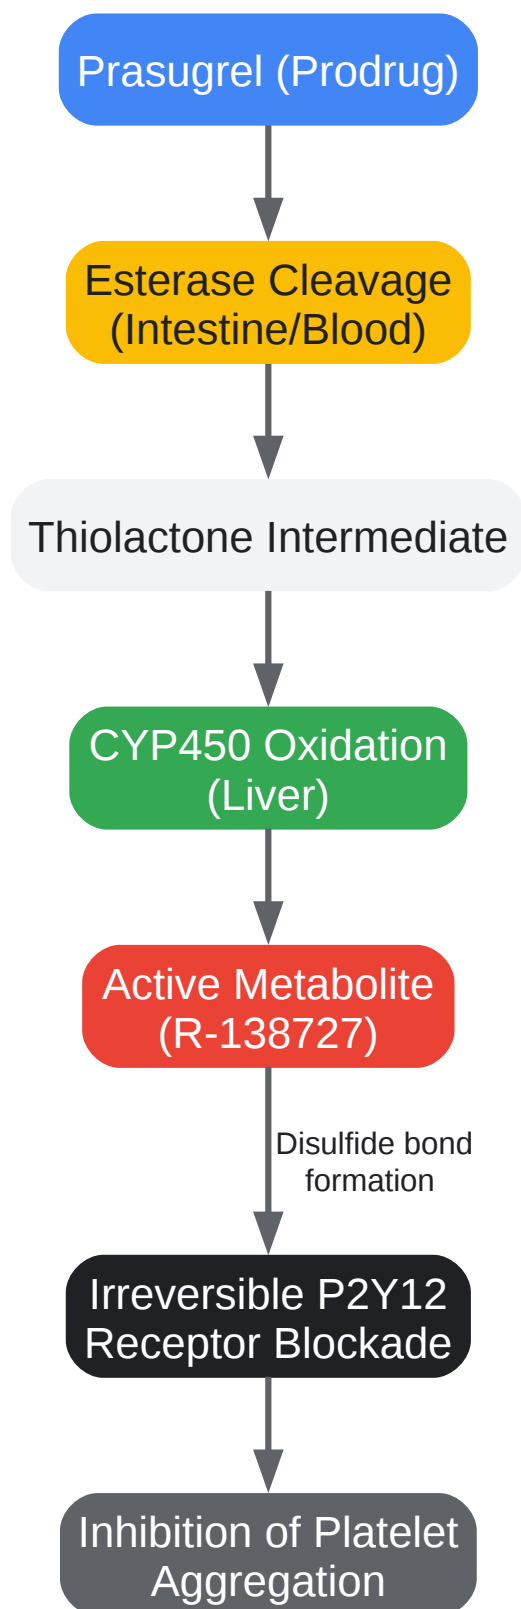 Prasugrel (Prodrug)
Esterase Cleavage
(Intestine/Blood)
Thiolactone Intermediate
CYP450 Oxidation
(Liver)
Active Metabolite
(R-138727)
Disulfide bond
formation
Irreversible P2Y12
Receptor Blockade
Inhibition of Platelet
Aggregation